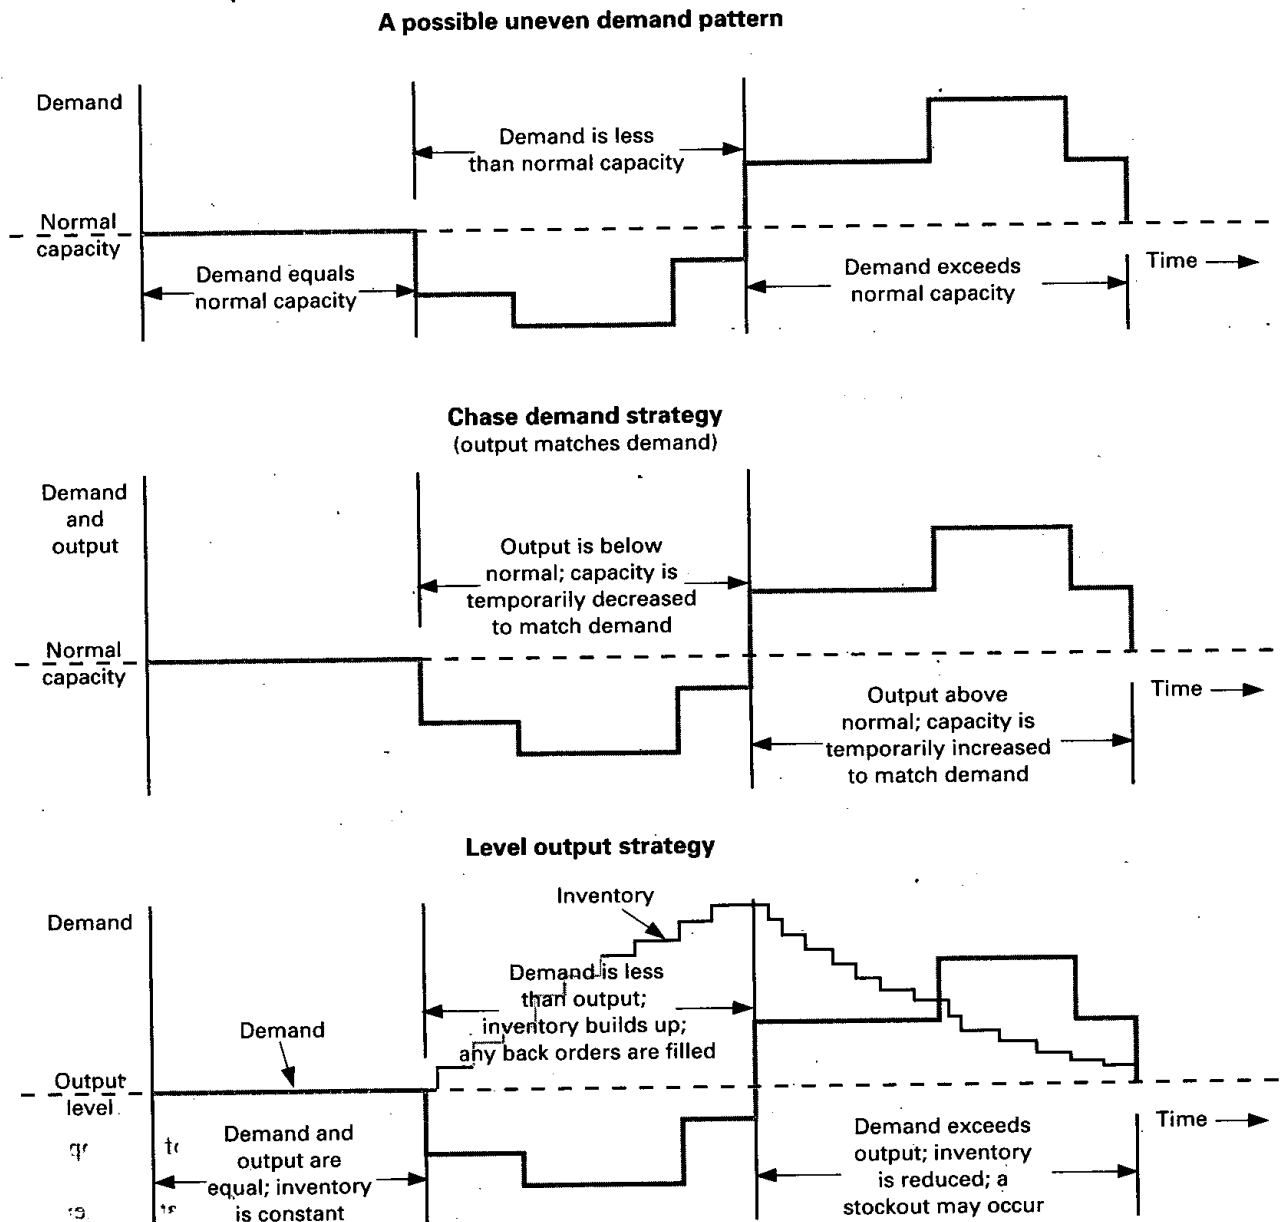 A possible uneven demand pattern
Demand
Demand is less
than normal capacity
Normal
capacity
Demand equals
normal capacity
Demand exceeds
normal capacity
Time
Chase demand strategy
(output matches demand)
Demand
and
output
Output is below
normal; capacity is
temporarily decreased
to match demand
Normal
capacity
Time
Output above
normal; capacity is
temporarily increased
to match demand
Level output strategy
Inventory
Demand
Demand is less
than output;
inventory builds up;
any back orders are filled
Demand
Output
level
Time
Demand and
output are
equal; inventory
is constant
Demand exceeds
output; inventory
is reduced; a
stockout may occur